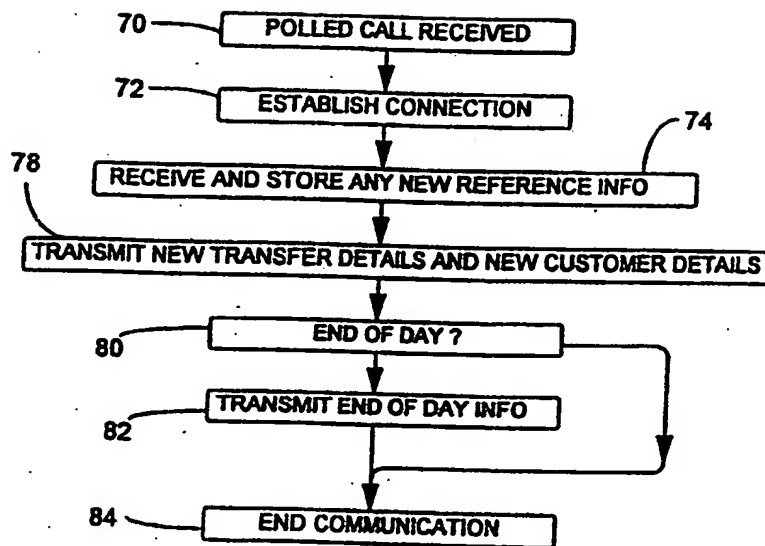 70 POLLED CALL RECEIVED
72 ESTABLISH CONNECTION
74
RECEIVE AND STORE ANY NEW REFERENCE INFO
78
TRANSMIT NEW TRANSFER DETAILS AND NEW CUSTOMER DETAILS
80 END OF DAY ?
82 TRANSMIT END OF DAY INFO
84 END COMMUNICATION